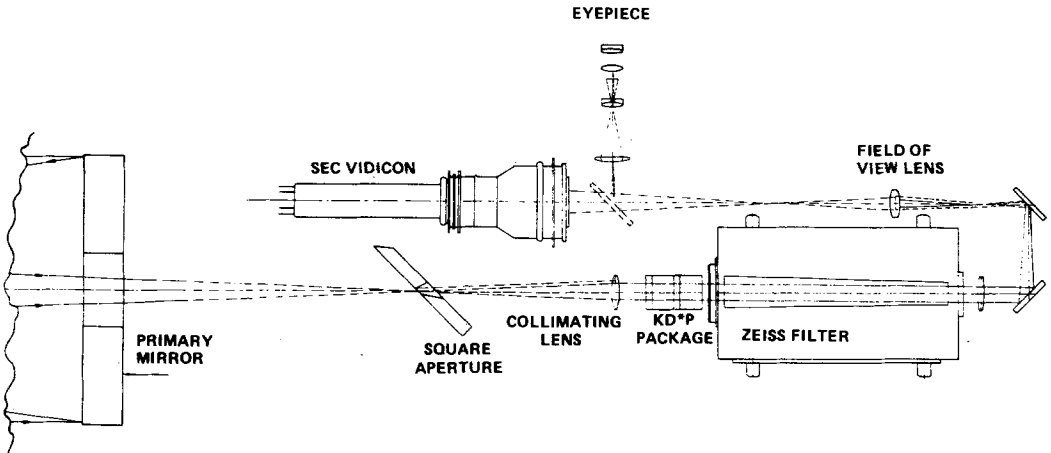 EYEPIECE
SEC VIDICON
FIELD OF
VIEW LENS
PRIMARY
MIRROR
SQUARE
APERTURE
COLLIMATING
LENS
KD*P
PACKAGE
ZEISS FILTER